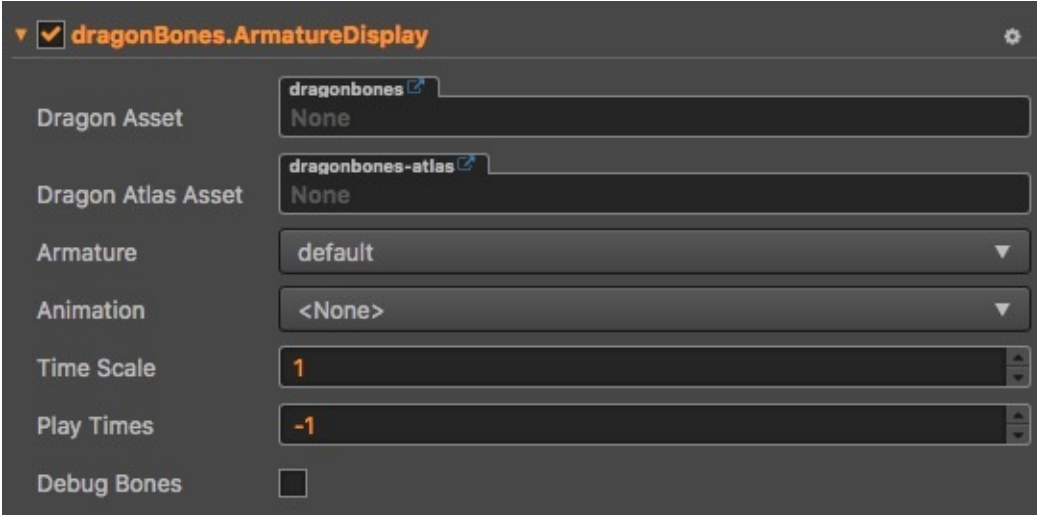 dragonBones.ArmatureDisplay
dragonbones
Dragon Asset None
dragonbones-atlas
Dragon Atlas Asset None
Armature default
Animation <None>
Time Scale 1
Play Times -1
Debug Bones